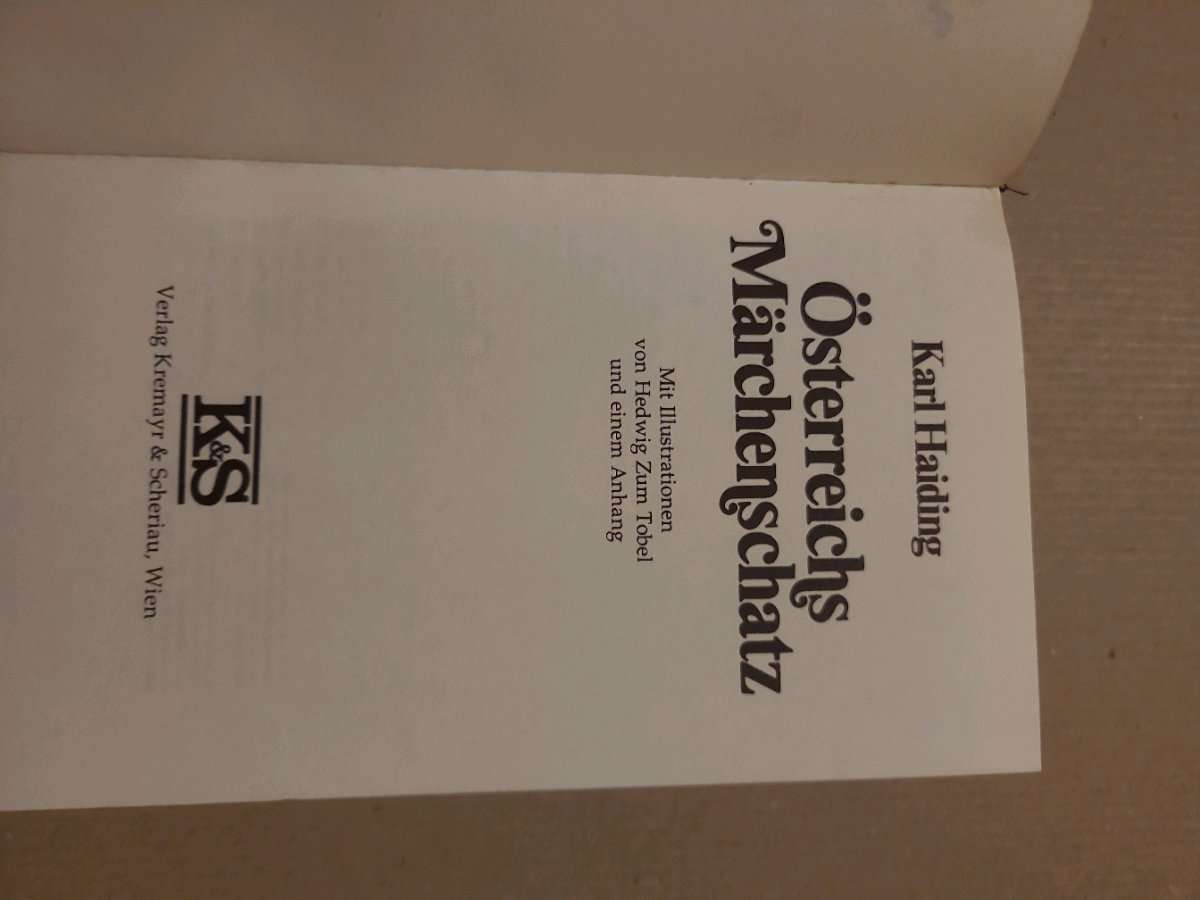 Karl Haiding
Österreichs
Märchenschatz
Mit Illustrationen
von Hedwig Zum Tobel
und einem Anhang
K&S
Verlag Kremayr & Scheriau, Wien